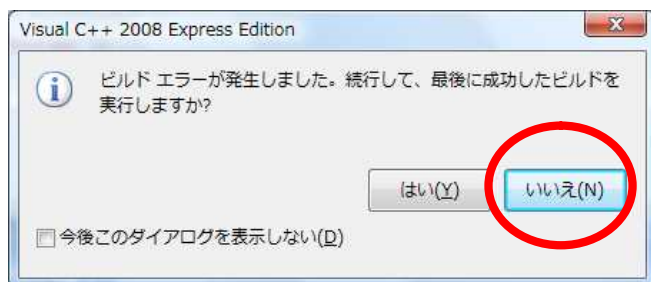 Visual C++ 2008 Express Edition
ビルド エラーが発生しました。続行して、最後に成功したビルドを
実行しますか?
はい(Y) いいえ(N)
今後このダイアログを表示しない(D)